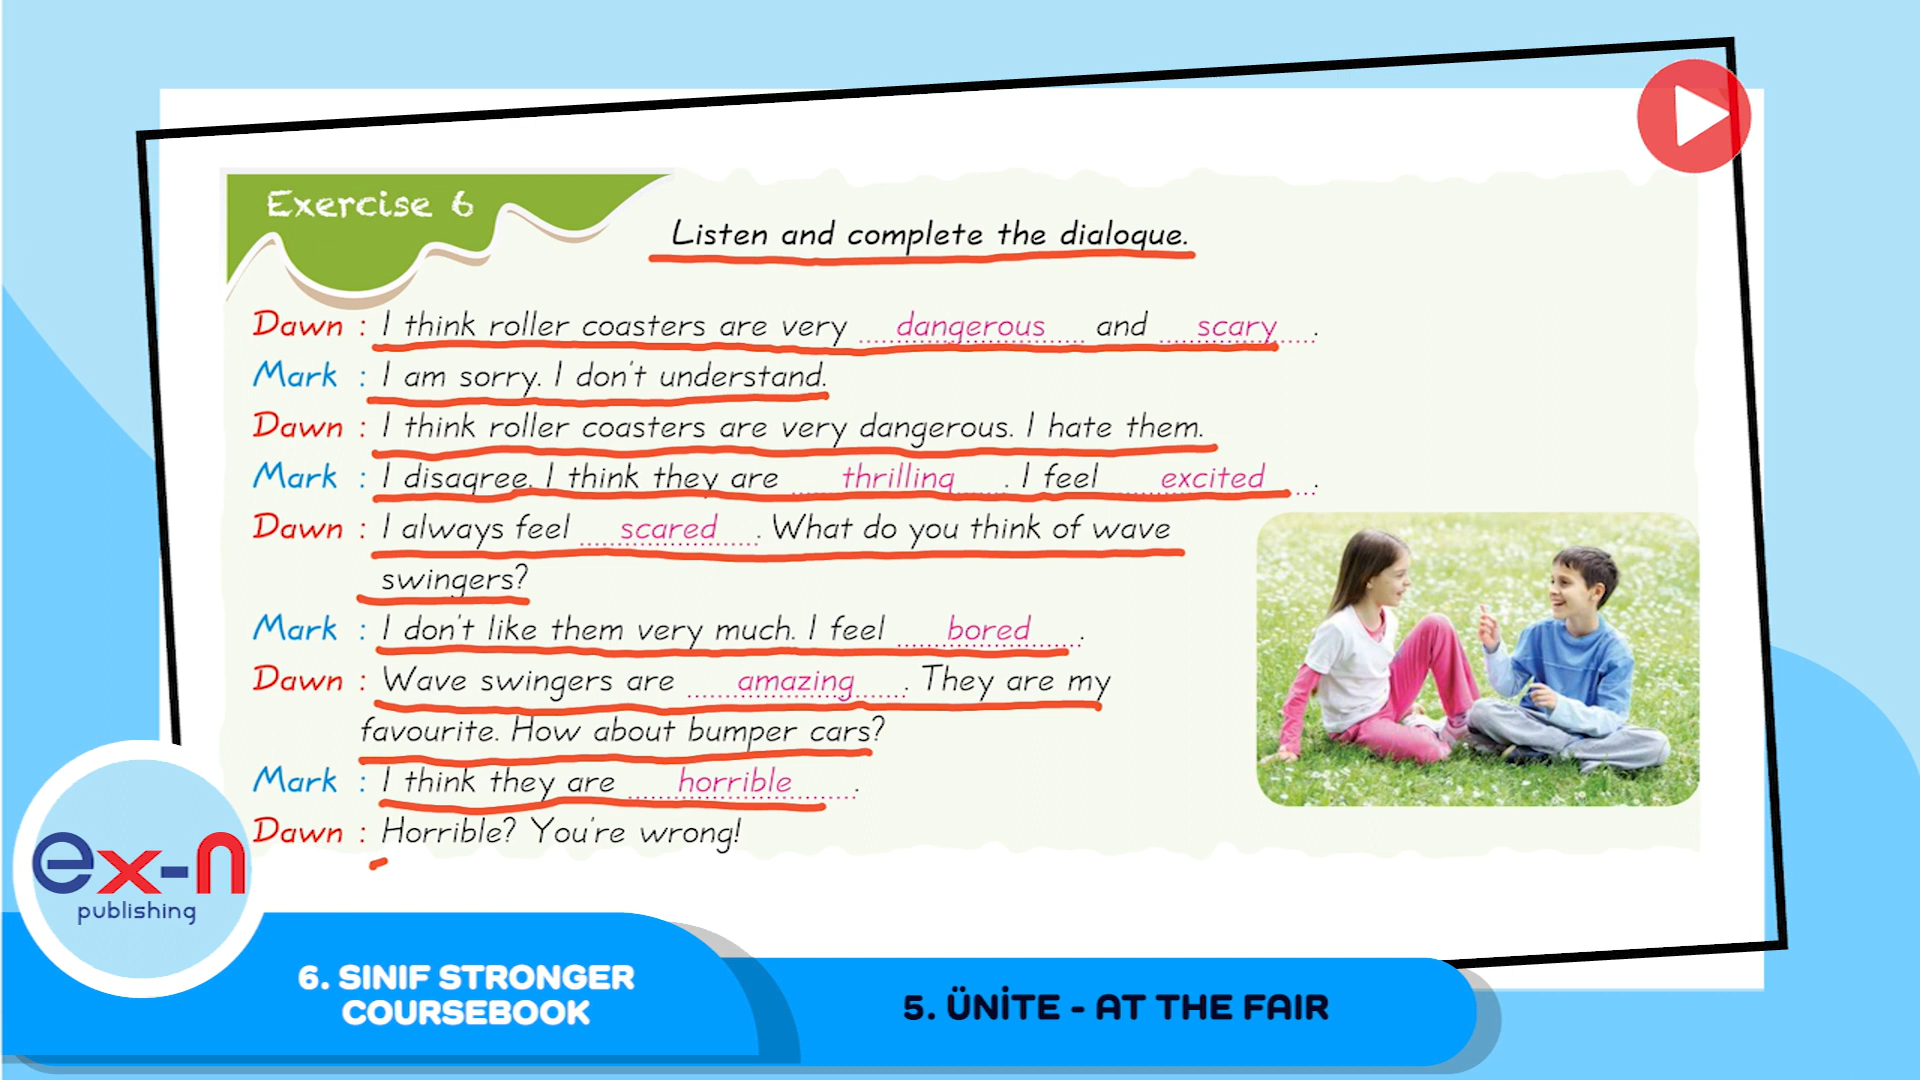 Exercise 6
Listen and complete the dialogue.
Dawn : I think roller coasters are very dangerous and scary.
Mark : I am sorry. I don't understand.
Dawn : I think roller coasters are very dangerous. I hate them.
Mark : I disagree. I think they are thrilling. I feel excited.
Dawn : I always feel scared. What do you think of wave
swingers?
Mark : I don't like them very much. I feel bored.
Dawn : Wave swingers are amazing. They are my
favourite. How about bumper cars?
Mark : I think they are horrible.
Dawn : Horrible? You're wrong!
ex-n
publishing
6. SINIF STRONGER
COURSEBOOK
5. ÜNİTE - AT THE FAIR